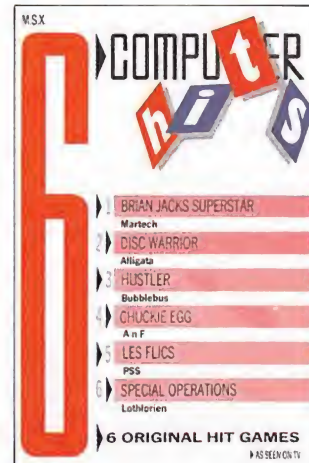 M.S.X
6
COMPUTER
hits
1 BRIAN JACKS SUPERSTAR
Martech
2 DISC WARRIOR
Alligata
3 HUSTLER
Bubblebus
4 CHUCKIE EGG
A n F
5 LES FLICS
PSS
6 SPECIAL OPERATIONS
Lothlorien
6 ORIGINAL HIT GAMES
AS SEEN ON TV